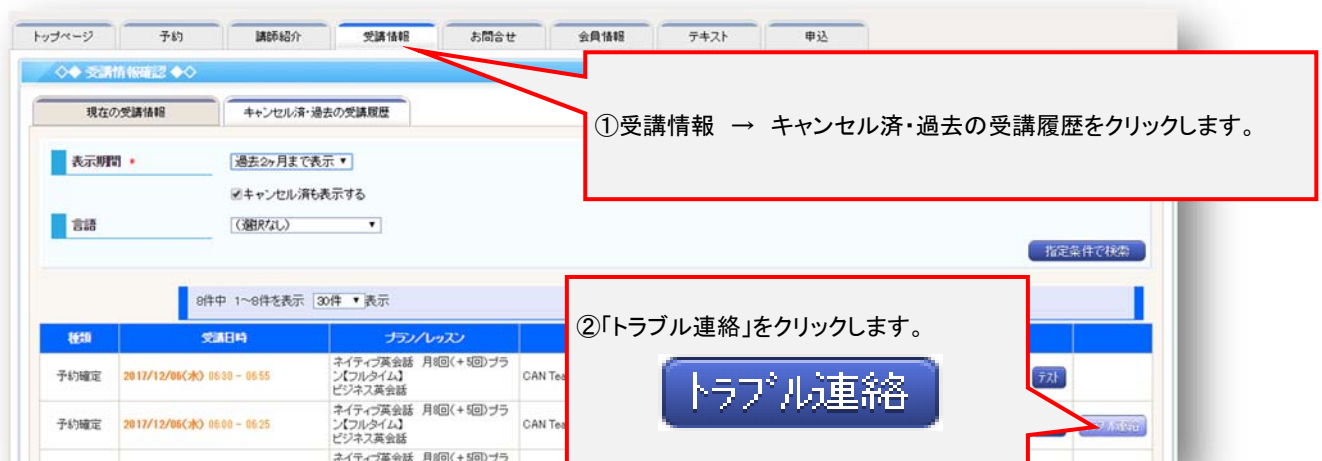 トップページ 予約 講師紹介 受講情報 お問合せ 会員情報 テキスト 申込
◇◆ 受講情報確認 ◆◇
現在の受講情報 キャンセル済・過去の受講履歴
①受講情報 → キャンセル済・過去の受講履歴をクリックします。
表示期間 * 過去2ヶ月まで表示 ▼
キャンセル済も表示する
言語 (選択なし) ▼
指定条件で検索
8件中 1~8件を表示 30件 ▼ 表示
②「トラブル連絡」をクリックします。
トラブル連絡
種類 受講日時 プラン/レッスン
予約確定 2017/12/06(水) 06:30 - 06:55 ネイティブ英会話 月8回(+5回)プラ
ン【フルタイム】
ビジネス英会話
CAN Tea
テスト
予約確定 2017/12/06(水) 06:00 - 06:25 ネイティブ英会話 月8回(+5回)プラ
ン【フルタイム】
ビジネス英会話
CAN Tea
ネイティブ英会話 月8回(+5回)プラ